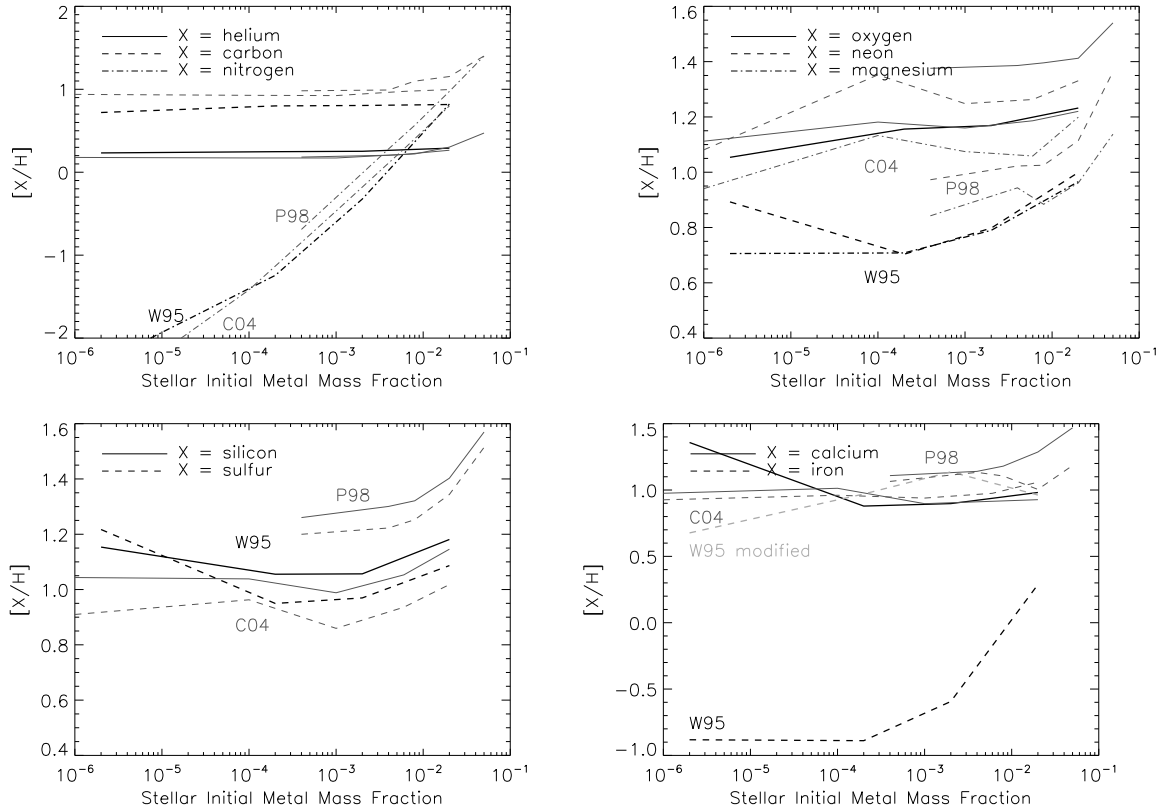 2
1
0
−1
−2
[X/H]
X = helium
X = carbon
X = nitrogen
P98
W95
C04
10^-6
10^-5
10^-4
10^-3
10^-2
10^-1
Stellar Initial Metal Mass Fraction
1.6
1.4
1.2
1.0
0.8
0.6
0.4
[X/H]
X = oxygen
X = neon
X = magnesium
C04
P98
W95
10^-6
10^-5
10^-4
10^-3
10^-2
10^-1
Stellar Initial Metal Mass Fraction
1.6
1.4
1.2
1.0
0.8
0.6
0.4
[X/H]
X = silicon
X = sulfur
P98
W95
C04
10^-6
10^-5
10^-4
10^-3
10^-2
10^-1
Stellar Initial Metal Mass Fraction
1.5
1.0
0.5
0.0
−0.5
−1.0
[X/H]
X = calcium
X = iron
P98
C04
W95 modified
W95
10^-6
10^-5
10^-4
10^-3
10^-2
10^-1
Stellar Initial Metal Mass Fraction